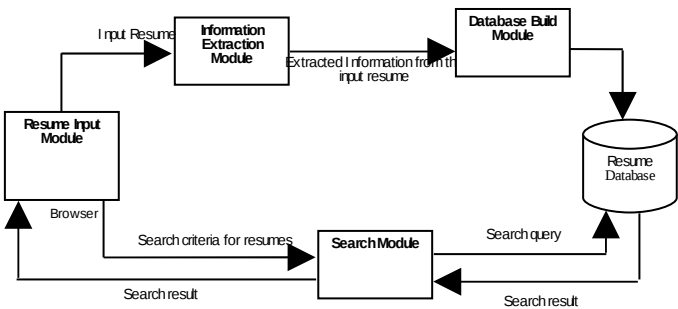 Input Resume
Information
Extraction
Module
Database Build
Module
Extracted Information from th
input resume
Resume Input
Module
Resume
Database
Browser
Search criteria for resumes
Search Module
Search query
Search result
Search result